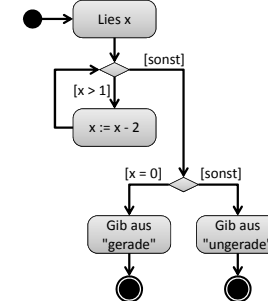 Lies x
[sonst]
[x > 1]
x := x - 2
[x = 0]
[sonst]
Gib aus
"gerade"
Gib aus
"ungerade"